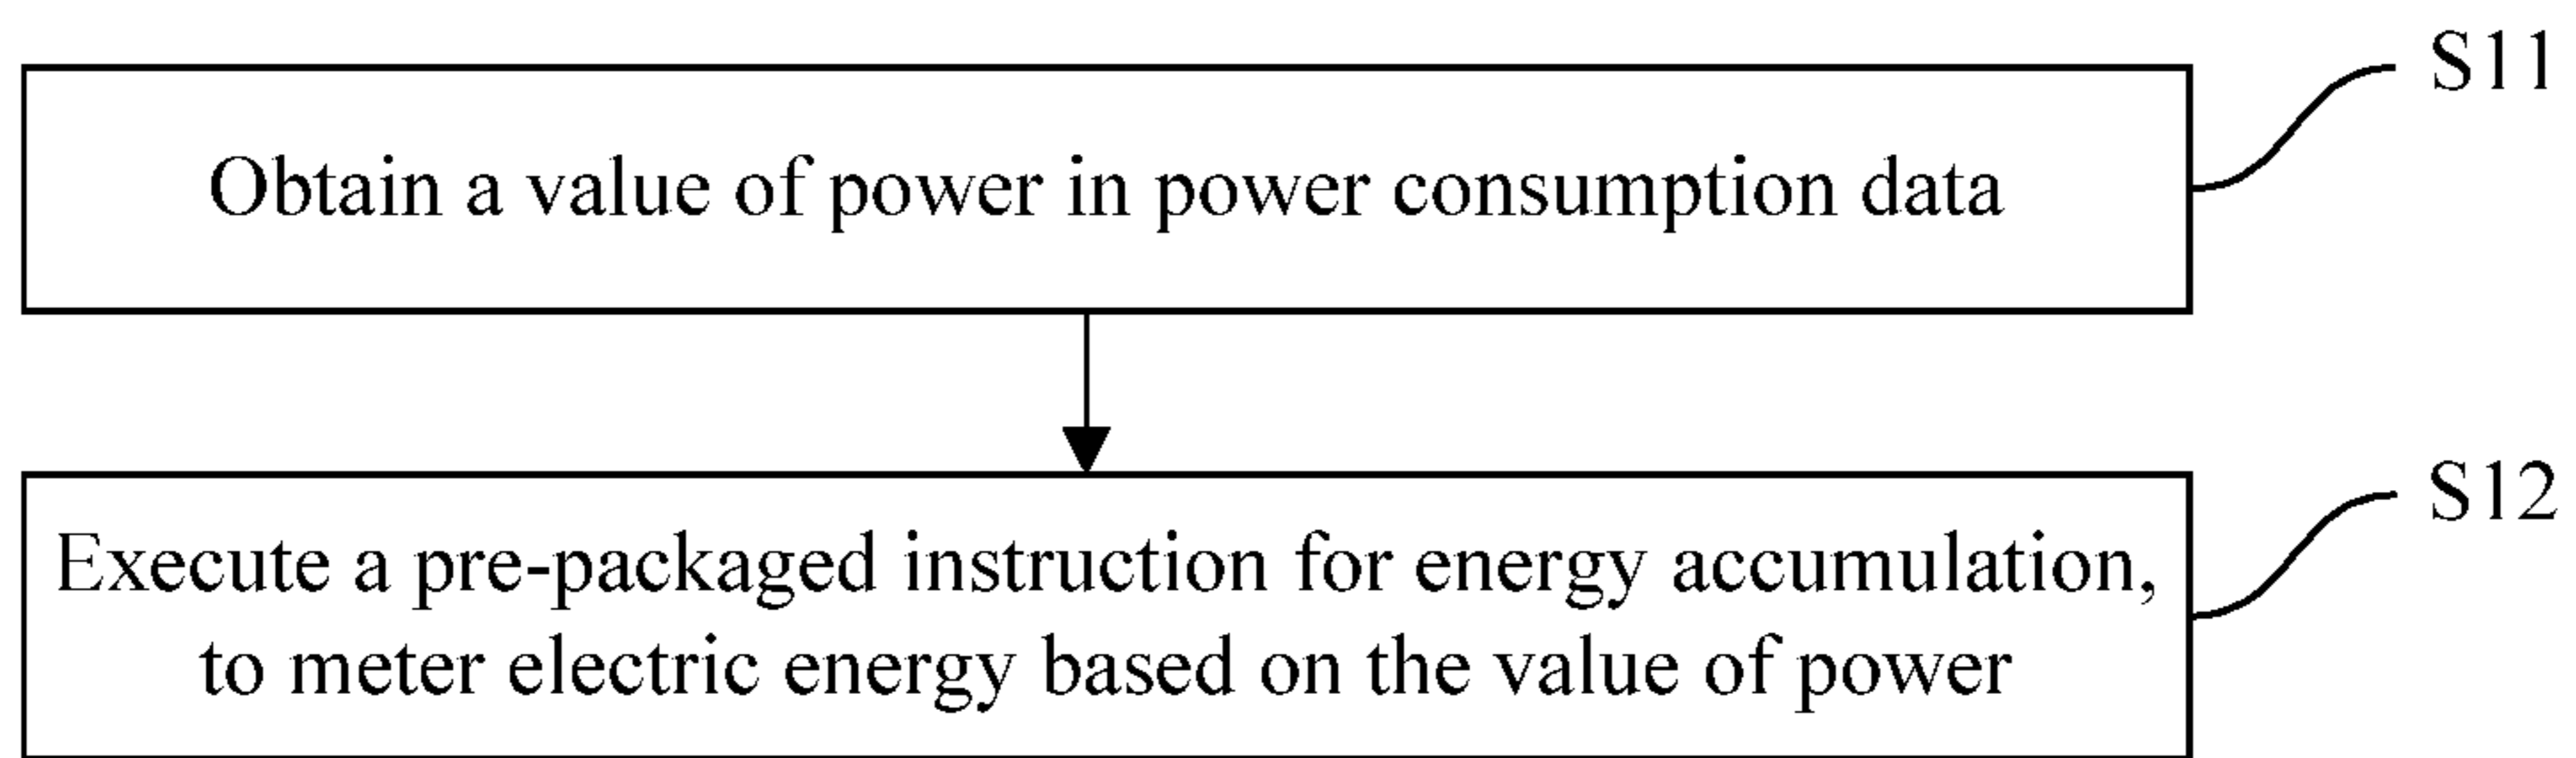 S11
Obtain a value of power in power consumption data
S12
Execute a pre-packaged instruction for energy accumulation,
to meter electric energy based on the value of power